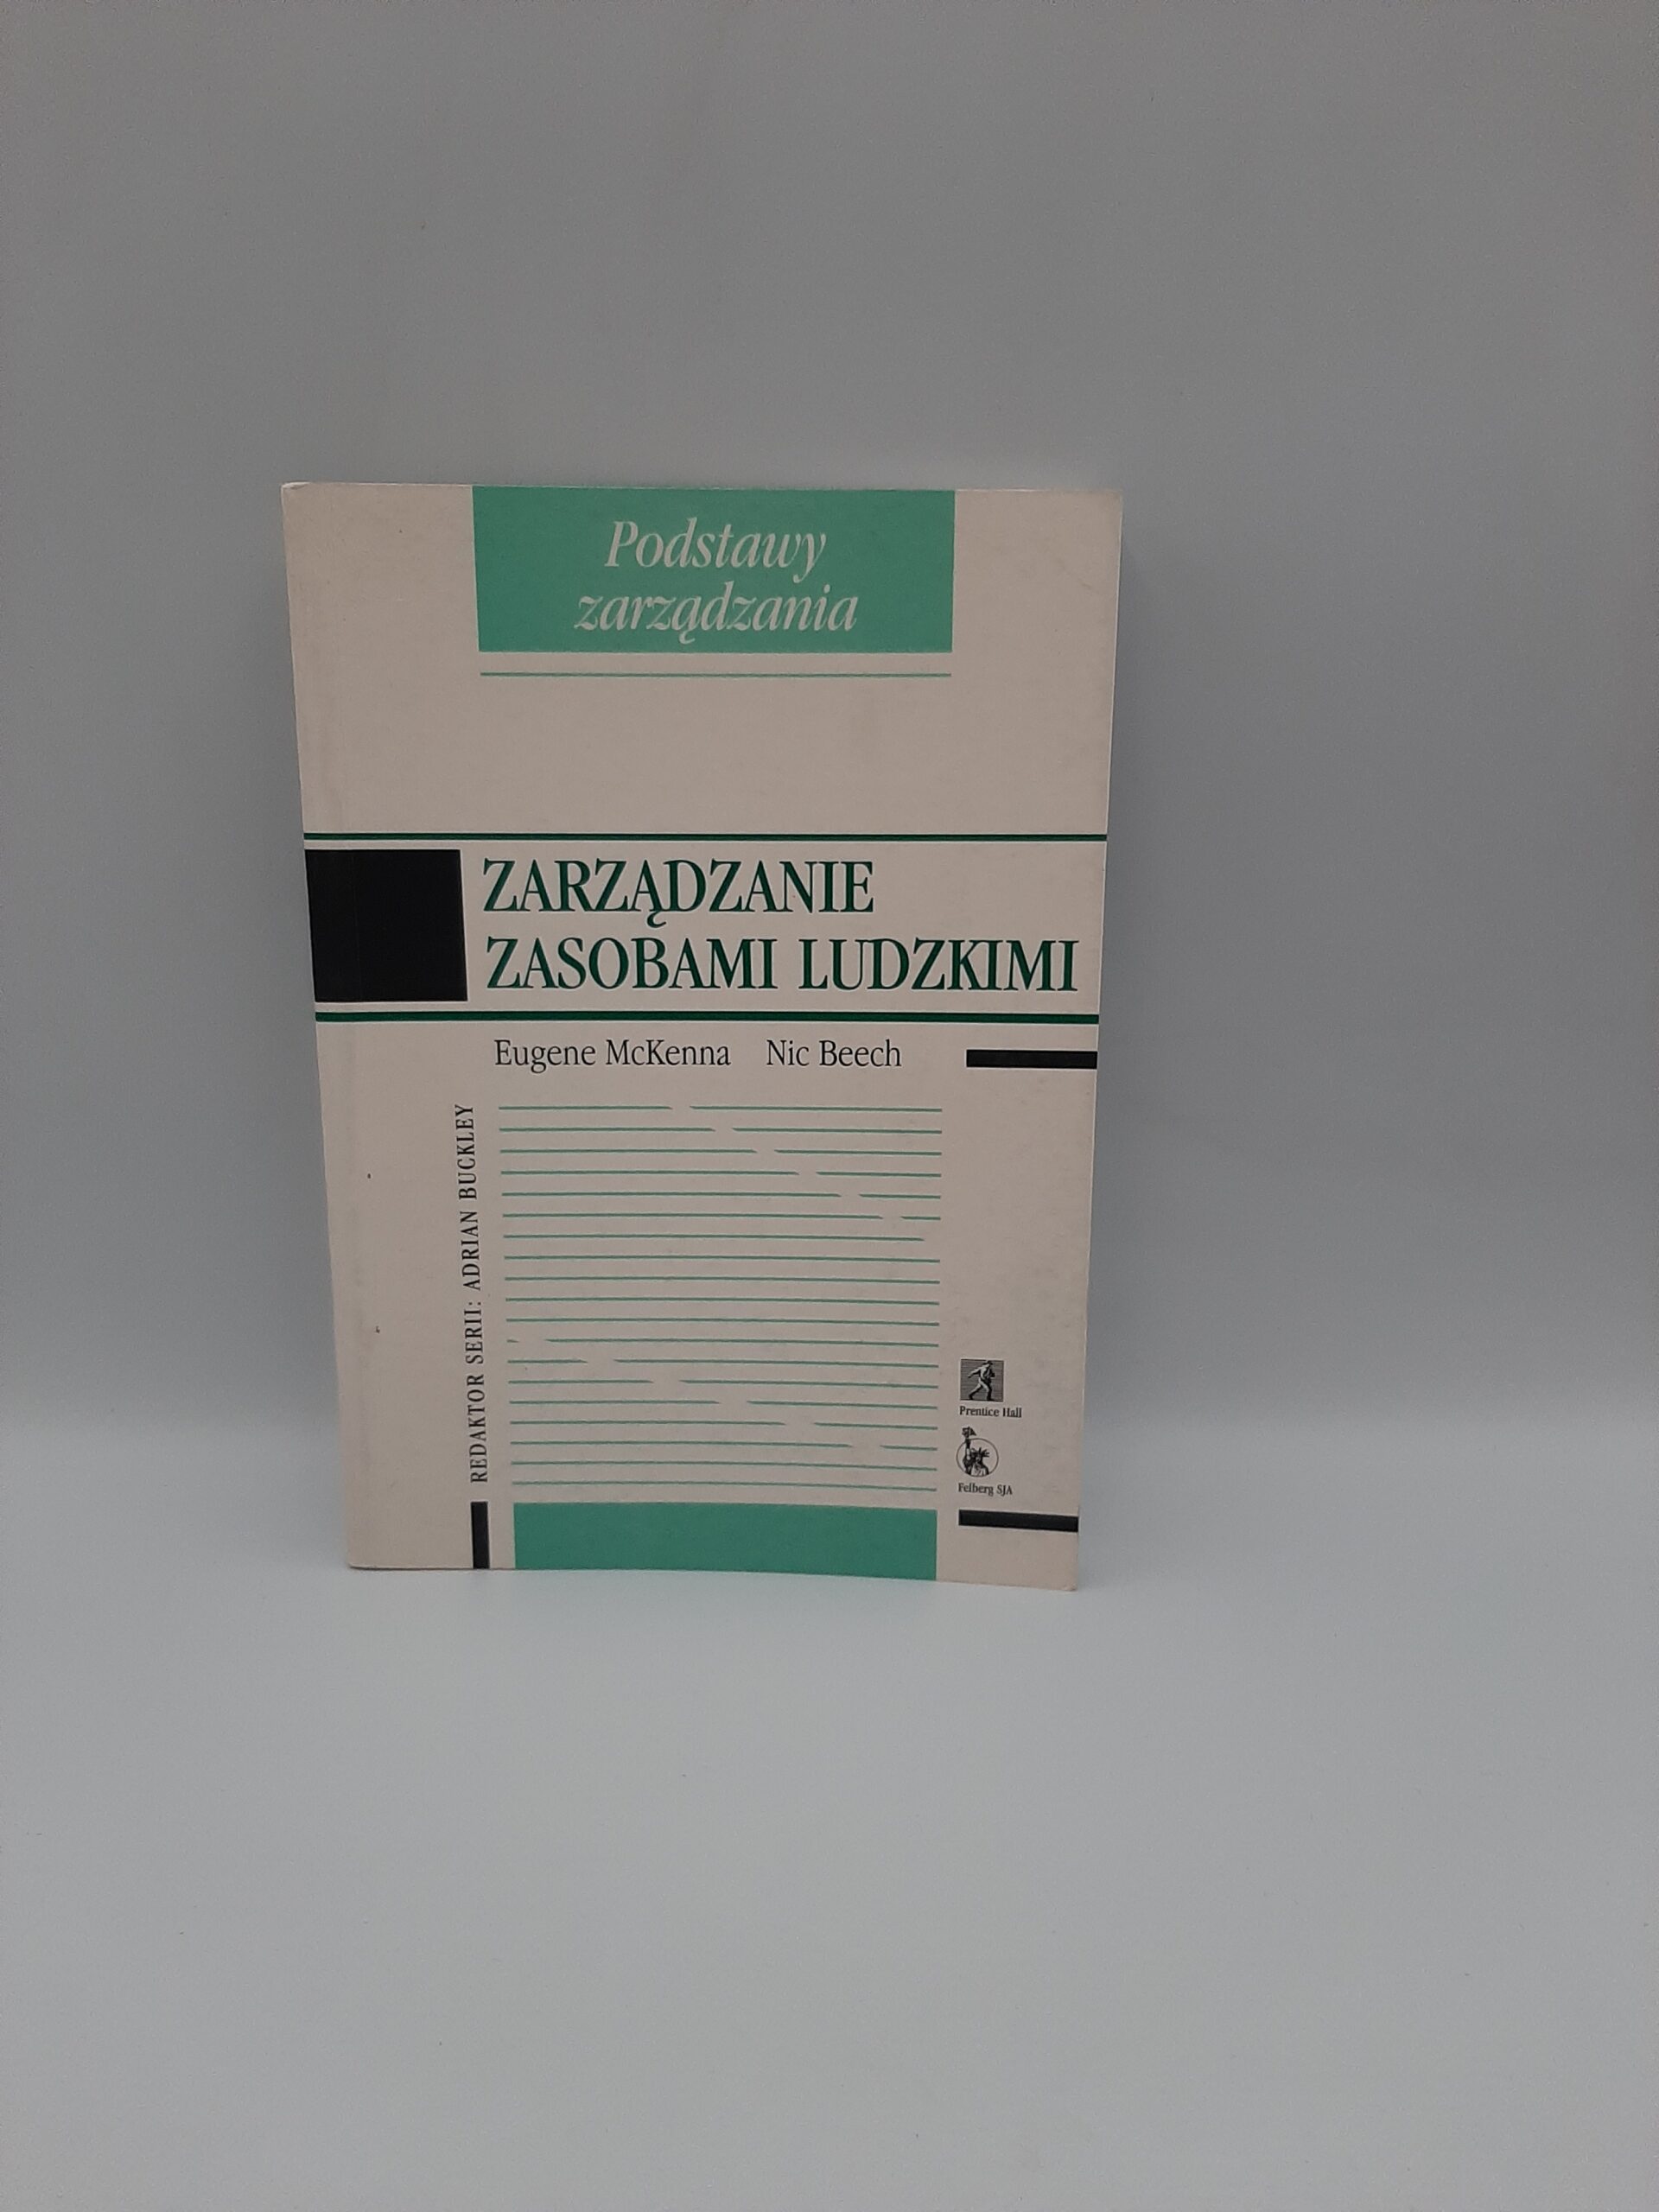 Podstawy
zarządzania
ZARZĄDZANIE
ZASOBAMI LUDZKIMI
Eugene McKenna Nic Beech
REDAKTOR SERII: ADRIAN BUCKLEY
Prentice Hall
Felberg SJA